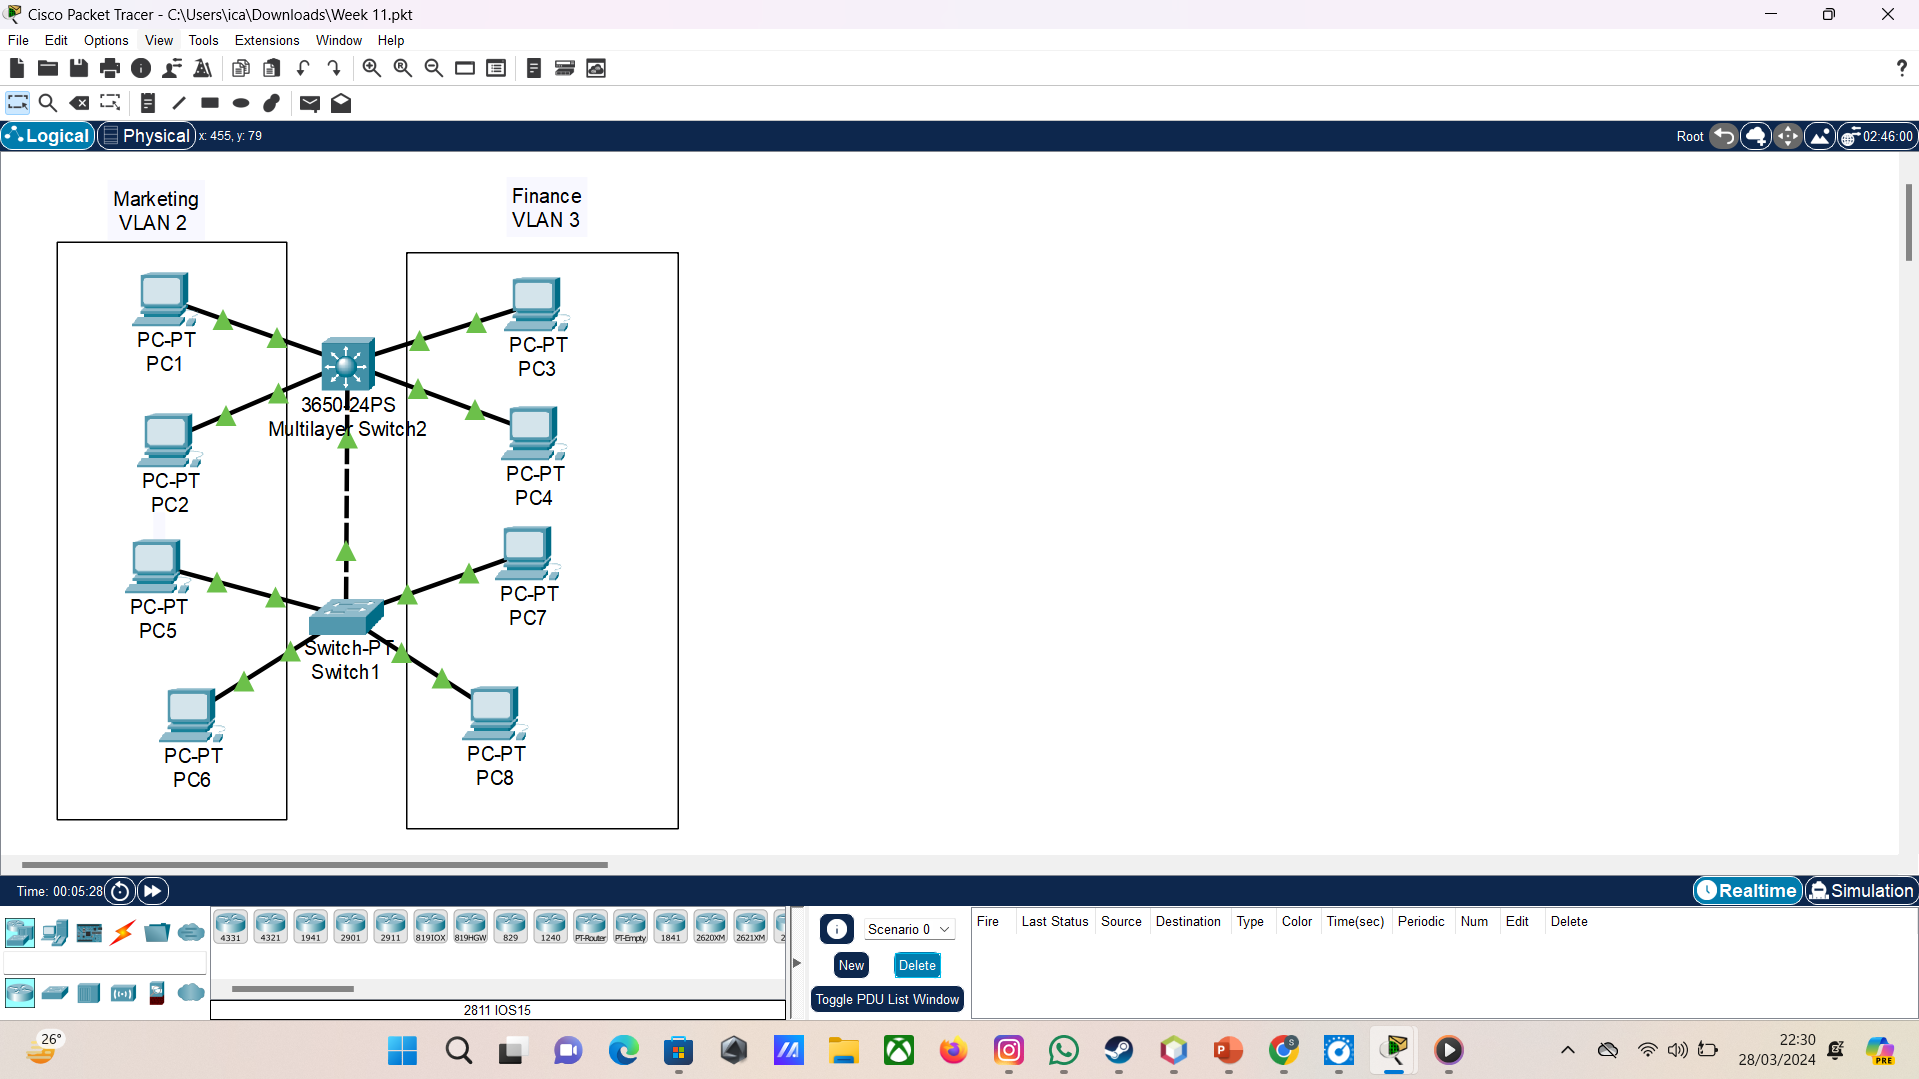 Cisco Packet Tracer - C:\Users\ica\Downloads\Week 11.pkt
File Edit Options View Tools Extensions Window Help
?
Logical Physical x: 455, y: 79 Root 02:46:00
Marketing
VLAN 2
Finance
VLAN 3
PC-PT
PC1
PC-PT
PC3
3650-24PS
Multilayer Switch2
PC-PT
PC2
PC-PT
PC4
PC-PT
PC5
PC-PT
PC7
Switch-PT
Switch1
PC-PT
PC6
PC-PT
PC8
Time: 00:05:28 Realtime Simulation
4331 4321 1941 2901 2911 819IOX 819HGW 829 1240 PT-Router PT-Empty 1841 2620XM 2621XM 2
2811 IOS15
Scenario 0
New Delete
Toggle PDU List Window
Fire Last Status Source Destination Type Color Time(sec) Periodic Num Edit Delete
26°
22:30
28/03/2024
PRE